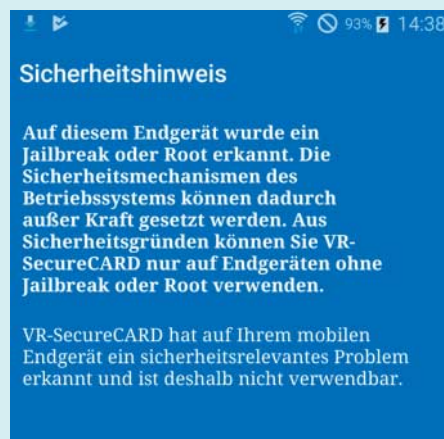 93% 14:38
Sicherheitshinweis
Auf diesem Endgerät wurde ein
Jailbreak oder Root erkannt. Die
Sicherheitsmechanismen des
Betriebssystems können dadurch
außer Kraft gesetzt werden. Aus
Sicherheitsgründen können Sie VR-
SecureCARD nur auf Endgeräten ohne
Jailbreak oder Root verwenden.
VR-SecureCARD hat auf Ihrem mobilen
Endgerät ein sicherheitsrelevantes Problem
erkannt und ist deshalb nicht verwendbar.